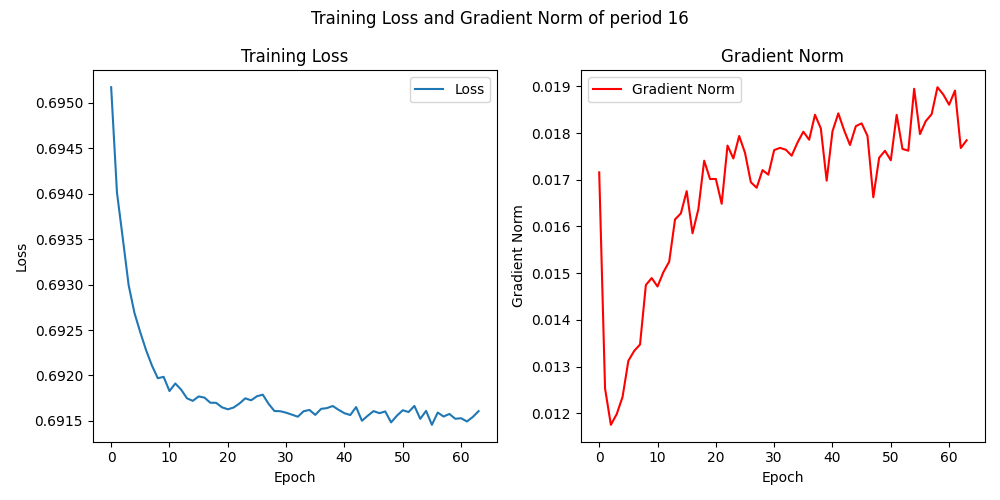 Training Loss and Gradient Norm of period 16
Training Loss
Loss
0.6950
0.6945
0.6940
0.6935
0.6930
0.6925
0.6920
0.6915
Loss
0 10 20 30 40 50 60
Epoch
Gradient Norm
Gradient Norm
0.019
0.018
0.017
0.016
0.015
0.014
0.013
0.012
Gradient Norm
0 10 20 30 40 50 60
Epoch